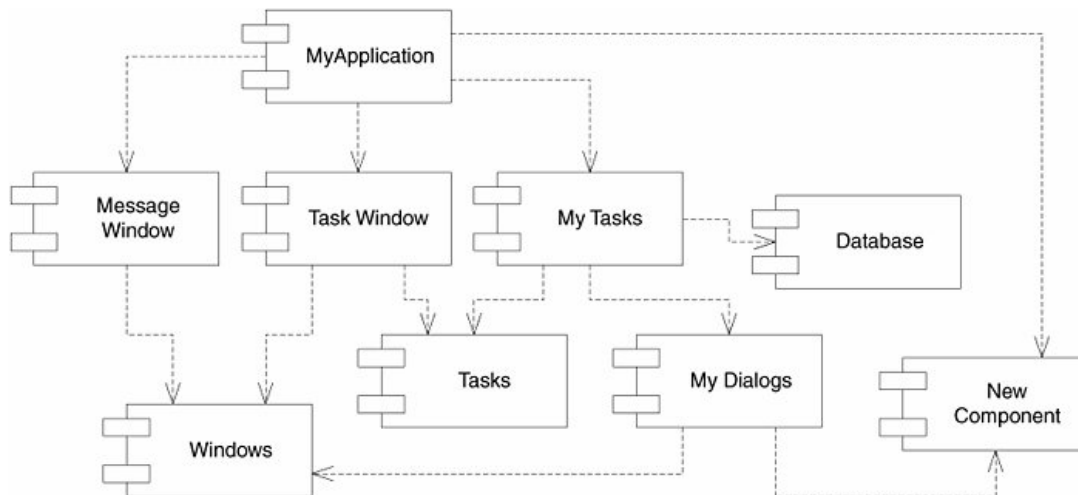 MyApplication
Message
Window
Task Window
My Tasks
Database
Tasks
My Dialogs
New
Component
Windows